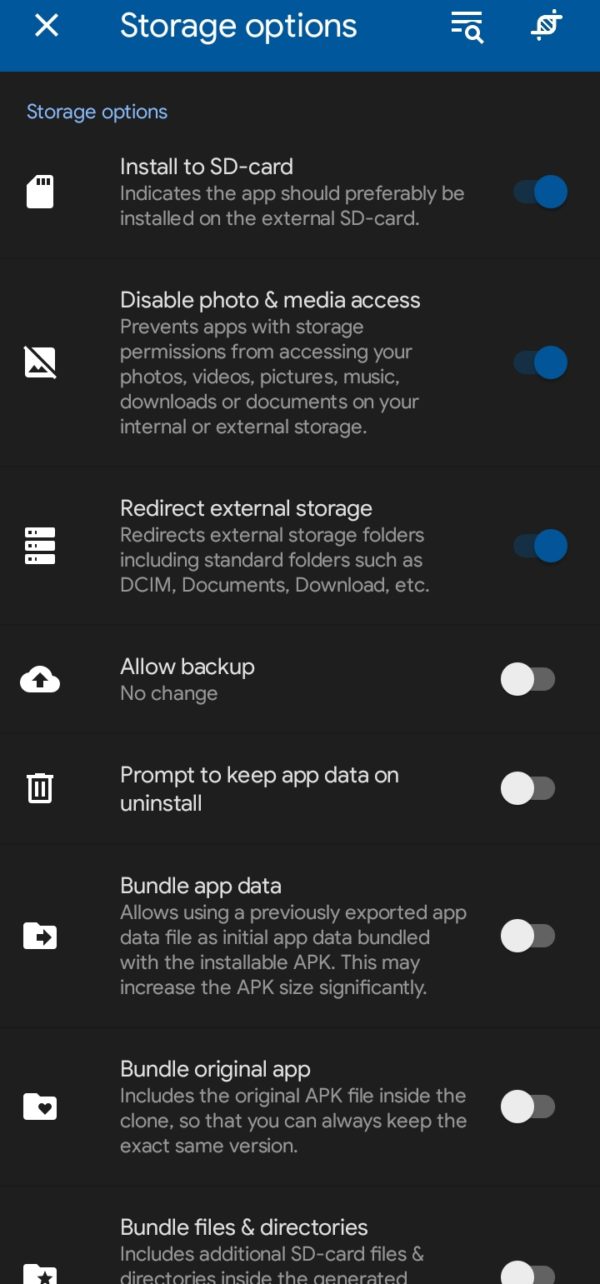 Storage options
Storage options
Install to SD-card
Indicates the app should preferably be
installed on the external SD-card.
Disable photo & media access
Prevents apps with storage
permissions from accessing your
photos, videos, pictures, music,
downloads or documents on your
internal or external storage.
Redirect external storage
Redirects external storage folders
including standard folders such as
DCIM, Documents, Download, etc.
Allow backup
No change
Prompt to keep app data on
uninstall
Bundle app data
Allows using a previously exported app
data file as initial app data bundled
with the installable APK. This may
increase the APK size significantly.
Bundle original app
Includes the original APK file inside the
clone, so that you can always keep the
exact same version.
Bundle files & directories
Includes additional SD-card files &
directories inside the generated